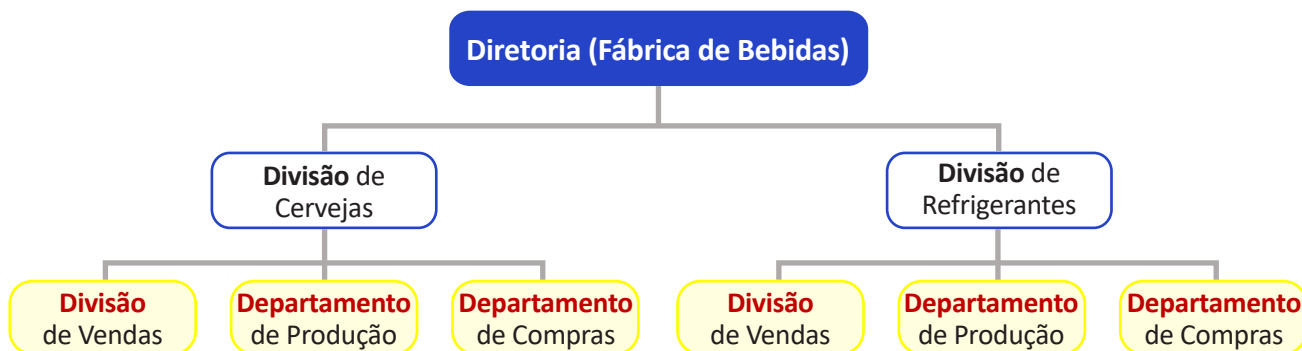 Diretoria (Fábrica de Bebidas)
Divisão de
Cervejas
Divisão de
Refrigerantes
Divisão
de Vendas
Departamento
de Produção
Departamento
de Compras
Divisão
de Vendas
Departamento
de Produção
Departamento
de Compras